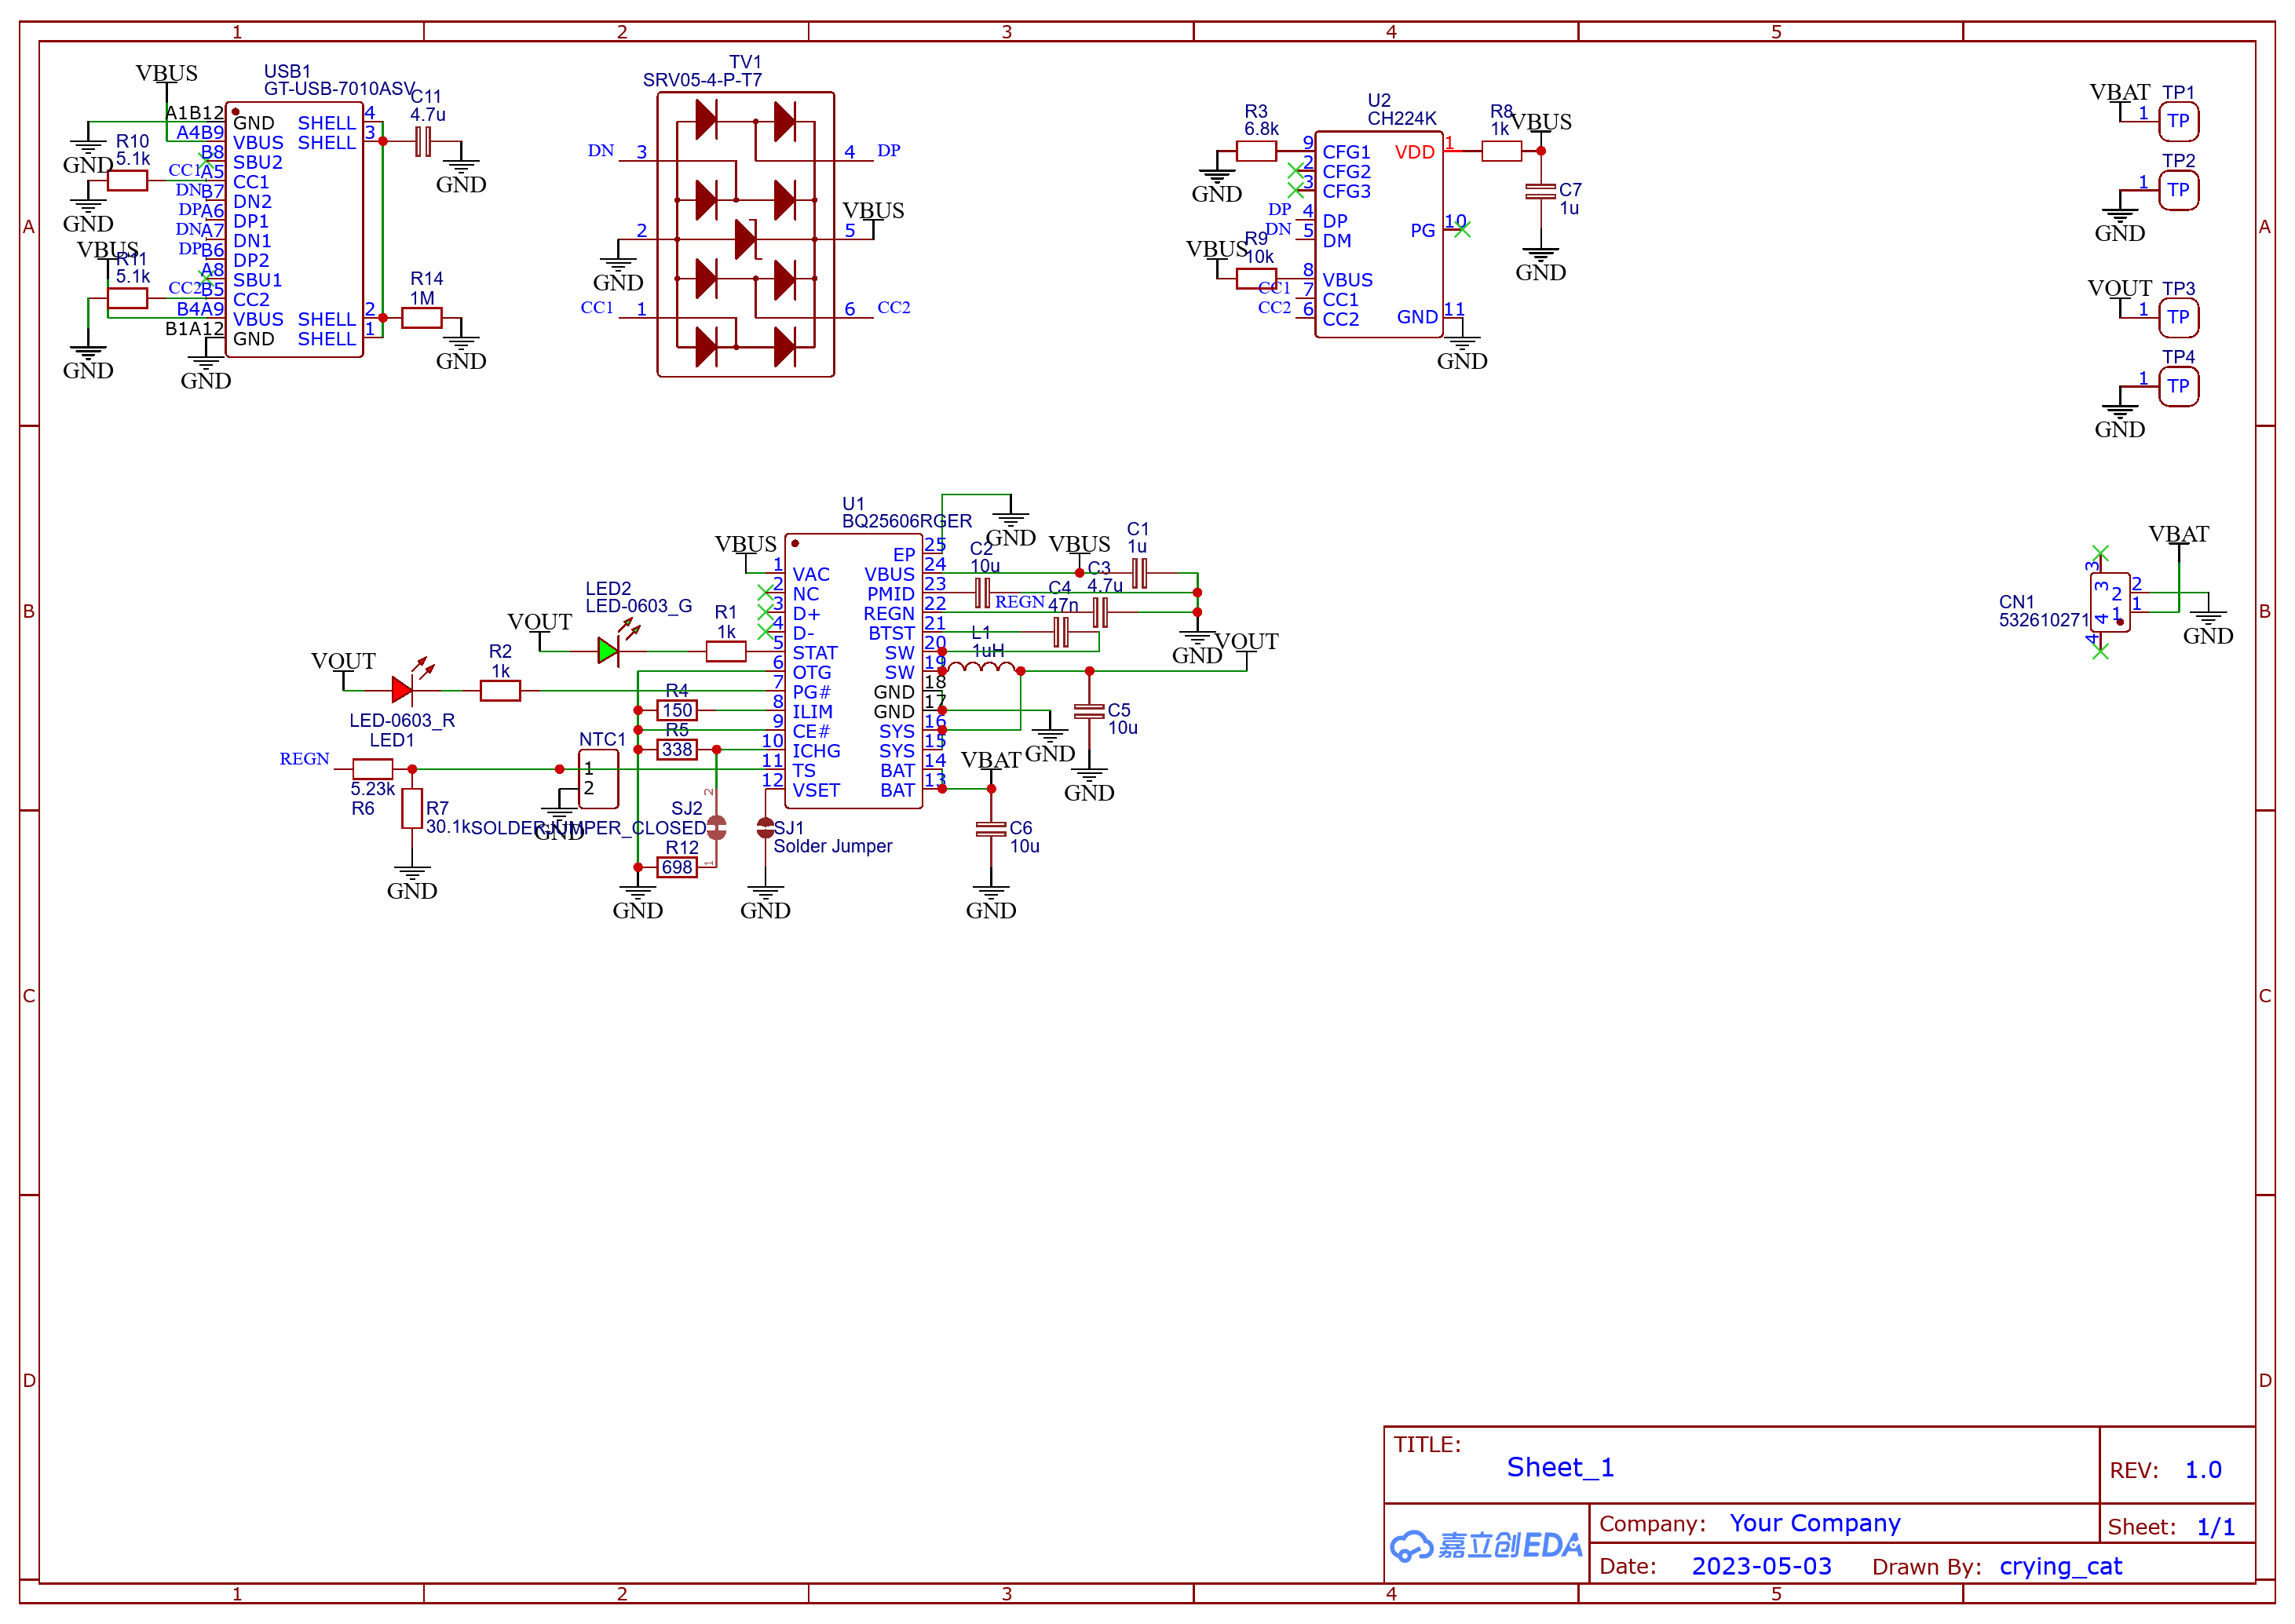 1 2 3 4 5
A
B
C
D
VBUS
USB1
GT-USB-7010ASV
A1B12 GND SHELL 4
A4B9 VBUS SHELL 3
B8 SBU2
CC1 A5 CC1
DN B7 DN2
DP A6 DP1
DN A7 DN1
DP B6 DP2
A8 SBU1
CC2 B5 CC2
B4A9 VBUS SHELL 2
B1A12 GND SHELL 1
GND
R10
5.1k
GND
VBUS
R11
5.1k
GND
GND
C11
4.7u
GND
R14
1M
GND
TV1
SRV05-4-P-T7
DN 3 4 DP
VBUS
2 5
GND
CC1 1 6 CC2
U2
CH224K
R3
6.8k
GND
9 CFG1 VDD 1
2 CFG2
3 CFG3
DP 4 DP
DN 5 DM PG 10
VBUS
R9
10k
8 VBUS
CC1 7 CC1
CC2 6 CC2 GND 11
GND
R8
1k
VBUS
C7
1u
GND
VBAT TP1
1 TP
TP2
1 TP
GND
VOUT TP3
1 TP
TP4
1 TP
GND
U1
BQ25606RGER
VBUS
1 VAC EP 25
2 NC VBUS 24
3 D+ PMID 23
4 D- REGN 22
5 STAT BTST 21
6 OTG SW 20
7 PG# SW 19
8 ILIM GND 18
9 CE# GND 17
10 ICHG SYS 16
11 TS SYS 15
12 VSET BAT 14
BAT 13
GND
VBUS
C1
1u
C2
10u
C3
4.7u
REGN
C4
47n
L1
1uH
GND
VOUT
C5
10u
GND
GND
VBAT
C6
10u
GND
LED2
LED-0603_G
VOUT
R1
1k
VOUT
R2
1k
LED-0603_R
LED1
R4
150
R5
338
NTC1
1
2
GND
REGN
5.23k
R6
R7
30.1k
GND
SJ2
SOLDERJUMPER_CLOSED
2
1
R12
698
GND
SJ1
Solder Jumper
GND
CN1
532610271
VBAT
3 3
2 2
1 1
4 4
GND
TITLE:
Sheet_1
REV: 1.0
嘉立创EDA
Company: Your Company
Sheet: 1/1
Date: 2023-05-03 Drawn By: crying_cat
A
B
C
D
1 2 3 4 5